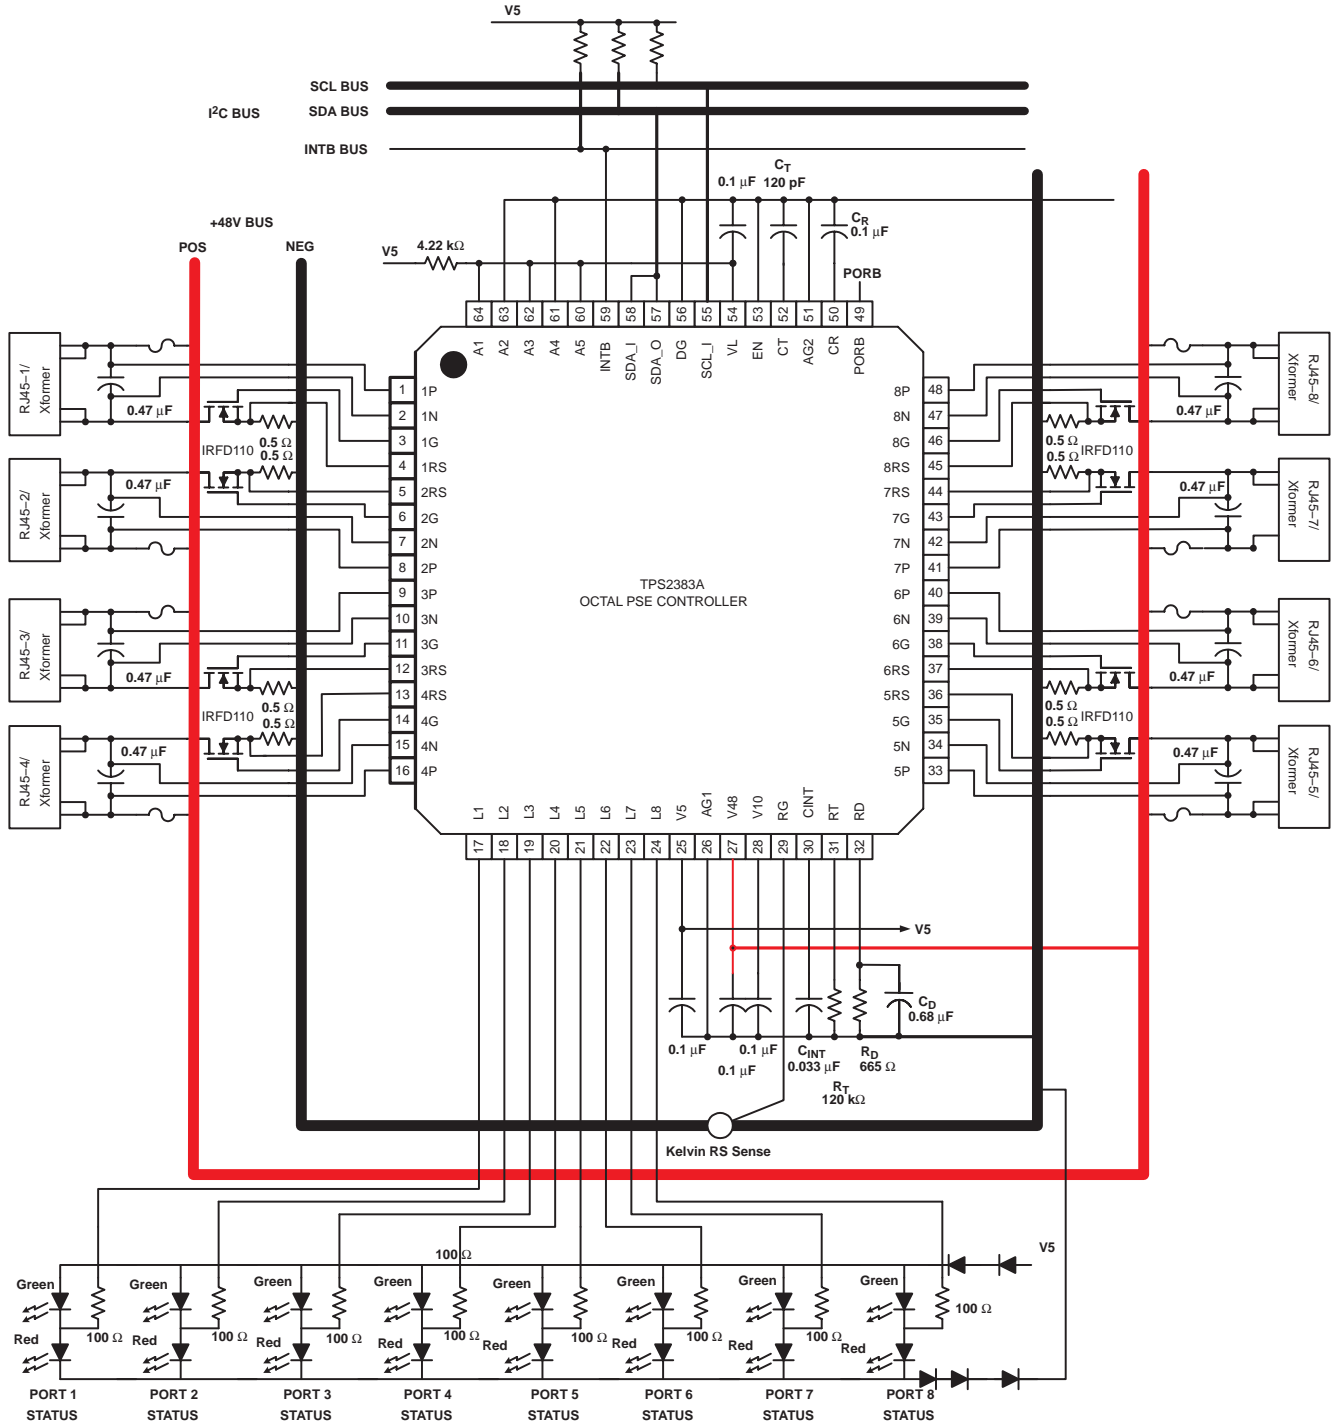 V5
SCL BUS
I²C BUS
SDA BUS
INTB BUS
C_T
0.1 µF
120 pF
C_R
0.1 µF
+48V BUS
POS
NEG
V5
4.22 kΩ
PORB
64 63 62 61 60 59 58 57 56 55 54 53 52 51 50 49
A1 A2 A3 A4 A5 INTB SDA_I SDA_O DG SCL_I VL EN CT AG2 CR PORB
RJ45–1/
Xformer
0.47 µF
0.5 Ω
0.5 Ω
IRFD110
RJ45–2/
Xformer
0.47 µF
RJ45–3/
Xformer
0.47 µF
0.5 Ω
0.5 Ω
IRFD110
RJ45–4/
Xformer
0.47 µF
1 1P
2 1N
3 1G
4 1RS
5 2RS
6 2G
7 2N
8 2P
9 3P
10 3N
11 3G
12 3RS
13 4RS
14 4G
15 4N
16 4P
TPS2383A
OCTAL PSE CONTROLLER
8P 48
8N 47
8G 46
8RS 45
7RS 44
7G 43
7N 42
7P 41
6P 40
6N 39
6G 38
6RS 37
5RS 36
5G 35
5N 34
5P 33
RJ45–8/
Xformer
0.47 µF
0.5 Ω
0.5 Ω
IRFD110
RJ45–7/
Xformer
0.47 µF
RJ45–6/
Xformer
0.47 µF
0.5 Ω
0.5 Ω
IRFD110
RJ45–5/
Xformer
0.47 µF
L1 L2 L3 L4 L5 L6 L7 L8 V5 AG1 V48 V10 RG CINT RT RD
17 18 19 20 21 22 23 24 25 26 27 28 29 30 31 32
V5
C_D
0.68 µF
0.1 µF
0.1 µF
0.1 µF
C_INT
0.033 µF
R_D
665 Ω
R_T
120 kΩ
Kelvin RS Sense
100 Ω
V5
Green Green Green Green Green Green Green Green
100 Ω
100 Ω 100 Ω 100 Ω 100 Ω 100 Ω 100 Ω 100 Ω
Red Red Red Red Red Red Red Red
PORT 1 PORT 2 PORT 3 PORT 4 PORT 5 PORT 6 PORT 7 PORT 8
STATUS STATUS STATUS STATUS STATUS STATUS STATUS STATUS